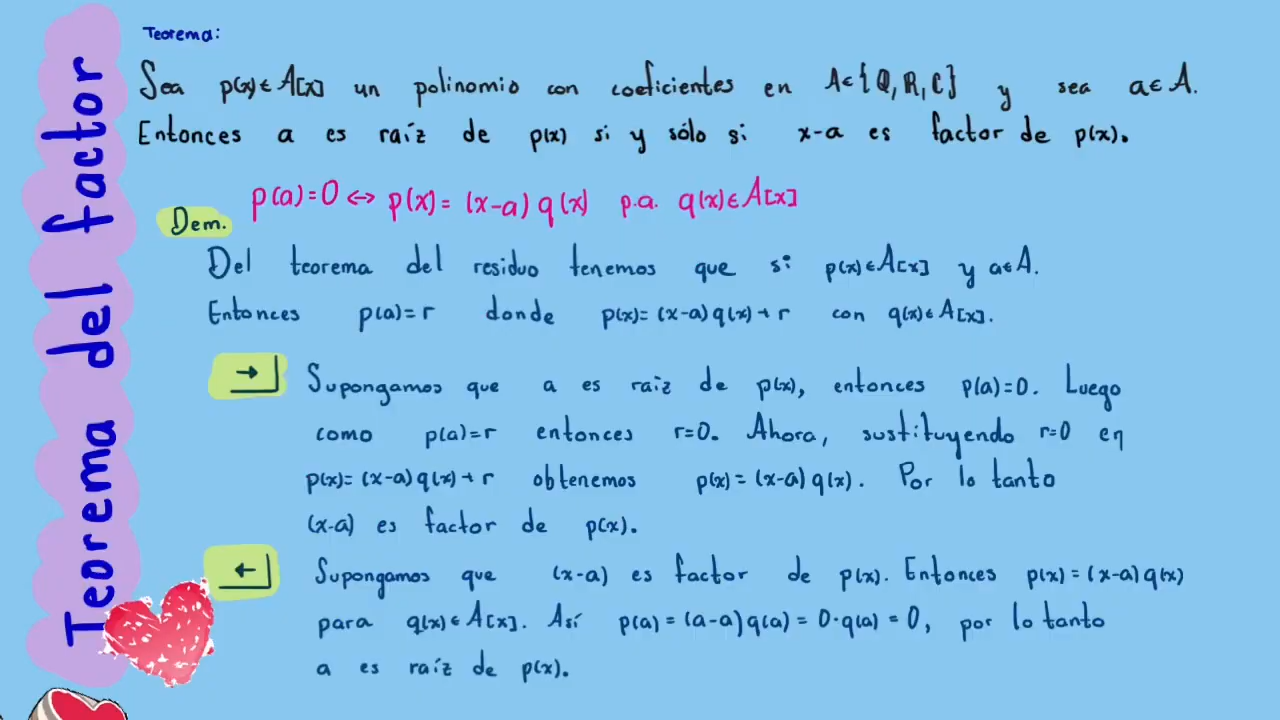 Teorema del factor
Teorema:
Sea p(x)∈A[x] un polinomio con coeficientes en A∈{Q,R,C} y sea a∈A.
Entonces a es raíz de p(x) si y sólo si x-a es factor de p(x).
p(a)=0 ↔ p(x)=(x-a)q(x) p.a. q(x)∈A[x]
Dem.
Del teorema del residuo tenemos que si p(x)∈A[x] y a∈A.
Entonces p(a)=r donde p(x)=(x-a)q(x)+r con q(x)∈A[x].
→ Supongamos que a es raíz de p(x), entonces p(a)=0. Luego
como p(a)=r entonces r=0. Ahora, sustituyendo r=0 en
p(x)=(x-a)q(x)+r obtenemos p(x)=(x-a)q(x). Por lo tanto
(x-a) es factor de p(x).
← Supongamos que (x-a) es factor de p(x). Entonces p(x)=(x-a)q(x)
para q(x)∈A[x]. Así p(a)=(a-a)q(a)=0·q(a)=0, por lo tanto
a es raíz de p(x).